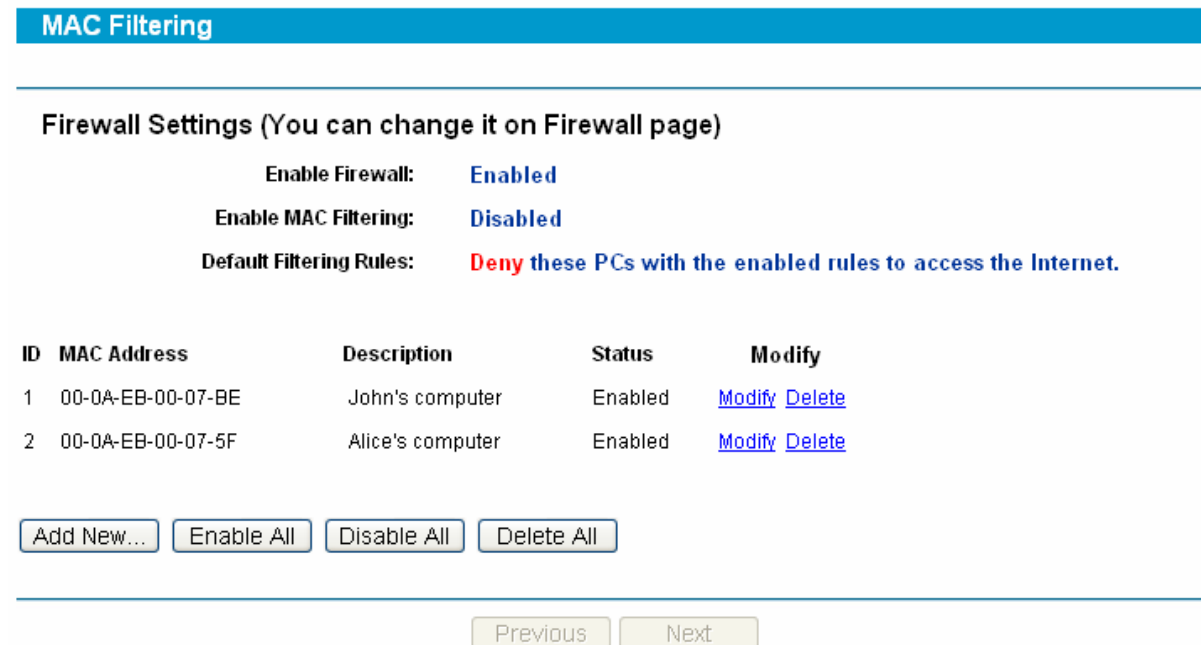 MAC Filtering
Firewall Settings (You can change it on Firewall page)
Enable Firewall: Enabled
Enable MAC Filtering: Disabled
Default Filtering Rules: Deny these PCs with the enabled rules to access the Internet.
ID MAC Address Description Status Modify
1 00-0A-EB-00-07-BE John's computer Enabled Modify Delete
2 00-0A-EB-00-07-5F Alice's computer Enabled Modify Delete
Add New... Enable All Disable All Delete All
Previous Next